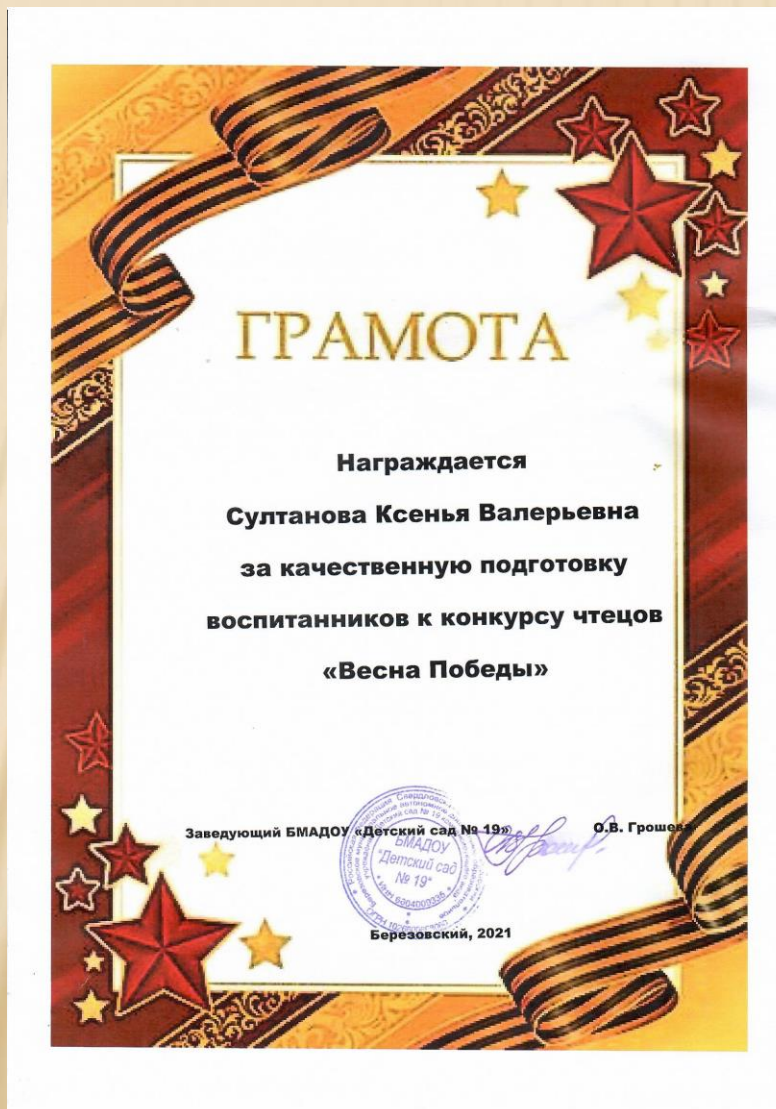 ГРАМОТА
Награждается
Султанова Ксенья Валерьевна
за качественную подготовку
воспитанников к конкурсу чтецов
«Весна Победы»
Заведующий БМАДОУ «Детский сад № 19» О.В. Грошева
БМАДОУ
"Детский сад
№ 19"
Березовский, 2021